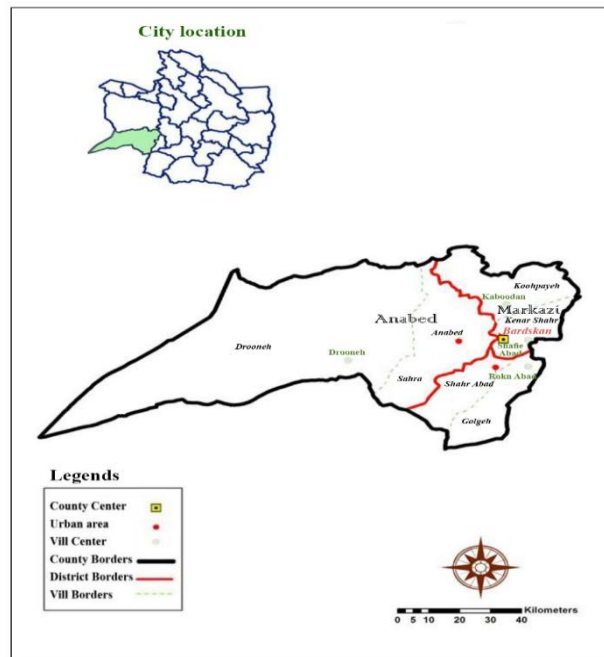 City location
Koohpayeh
Kaboodan
Markazi
Kenar Shahr
Anabed
Bardskan
Anabed
Shafie
Abad
Drooneh
Drooneh
Rokn Abad
Sahra
Shahr Abad
Golgeh
Legends
County Center
Urban area
Vill Center
County Borders
District Borders
Vill Borders
Kilometers
0 5 10 20 30 40